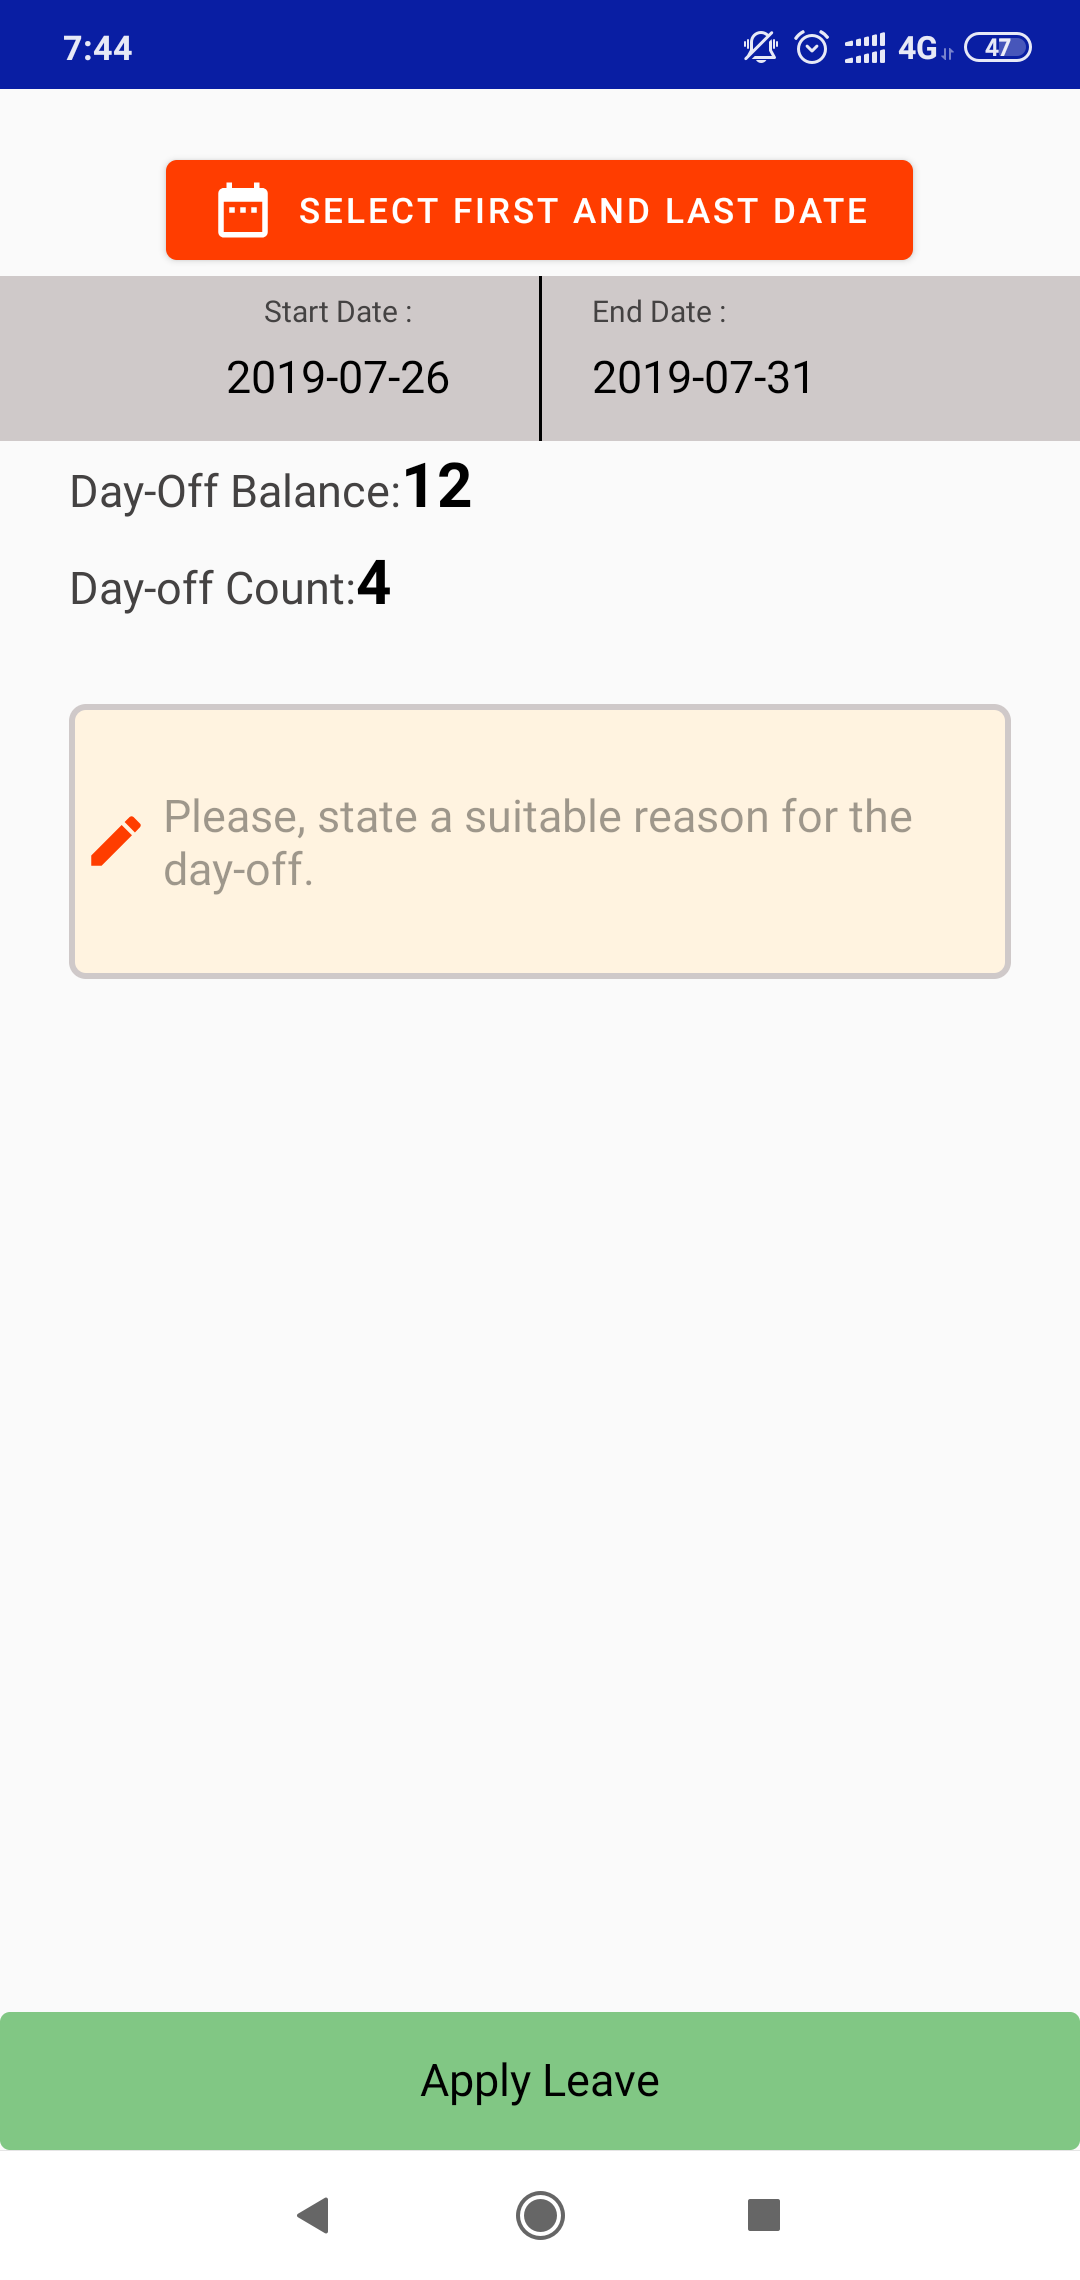 7:44
4G
47
SELECT FIRST AND LAST DATE
Start Date :
End Date :
2019-07-26
2019-07-31
Day-Off Balance:12
Day-off Count:4
Please, state a suitable reason for the
day-off.
Apply Leave